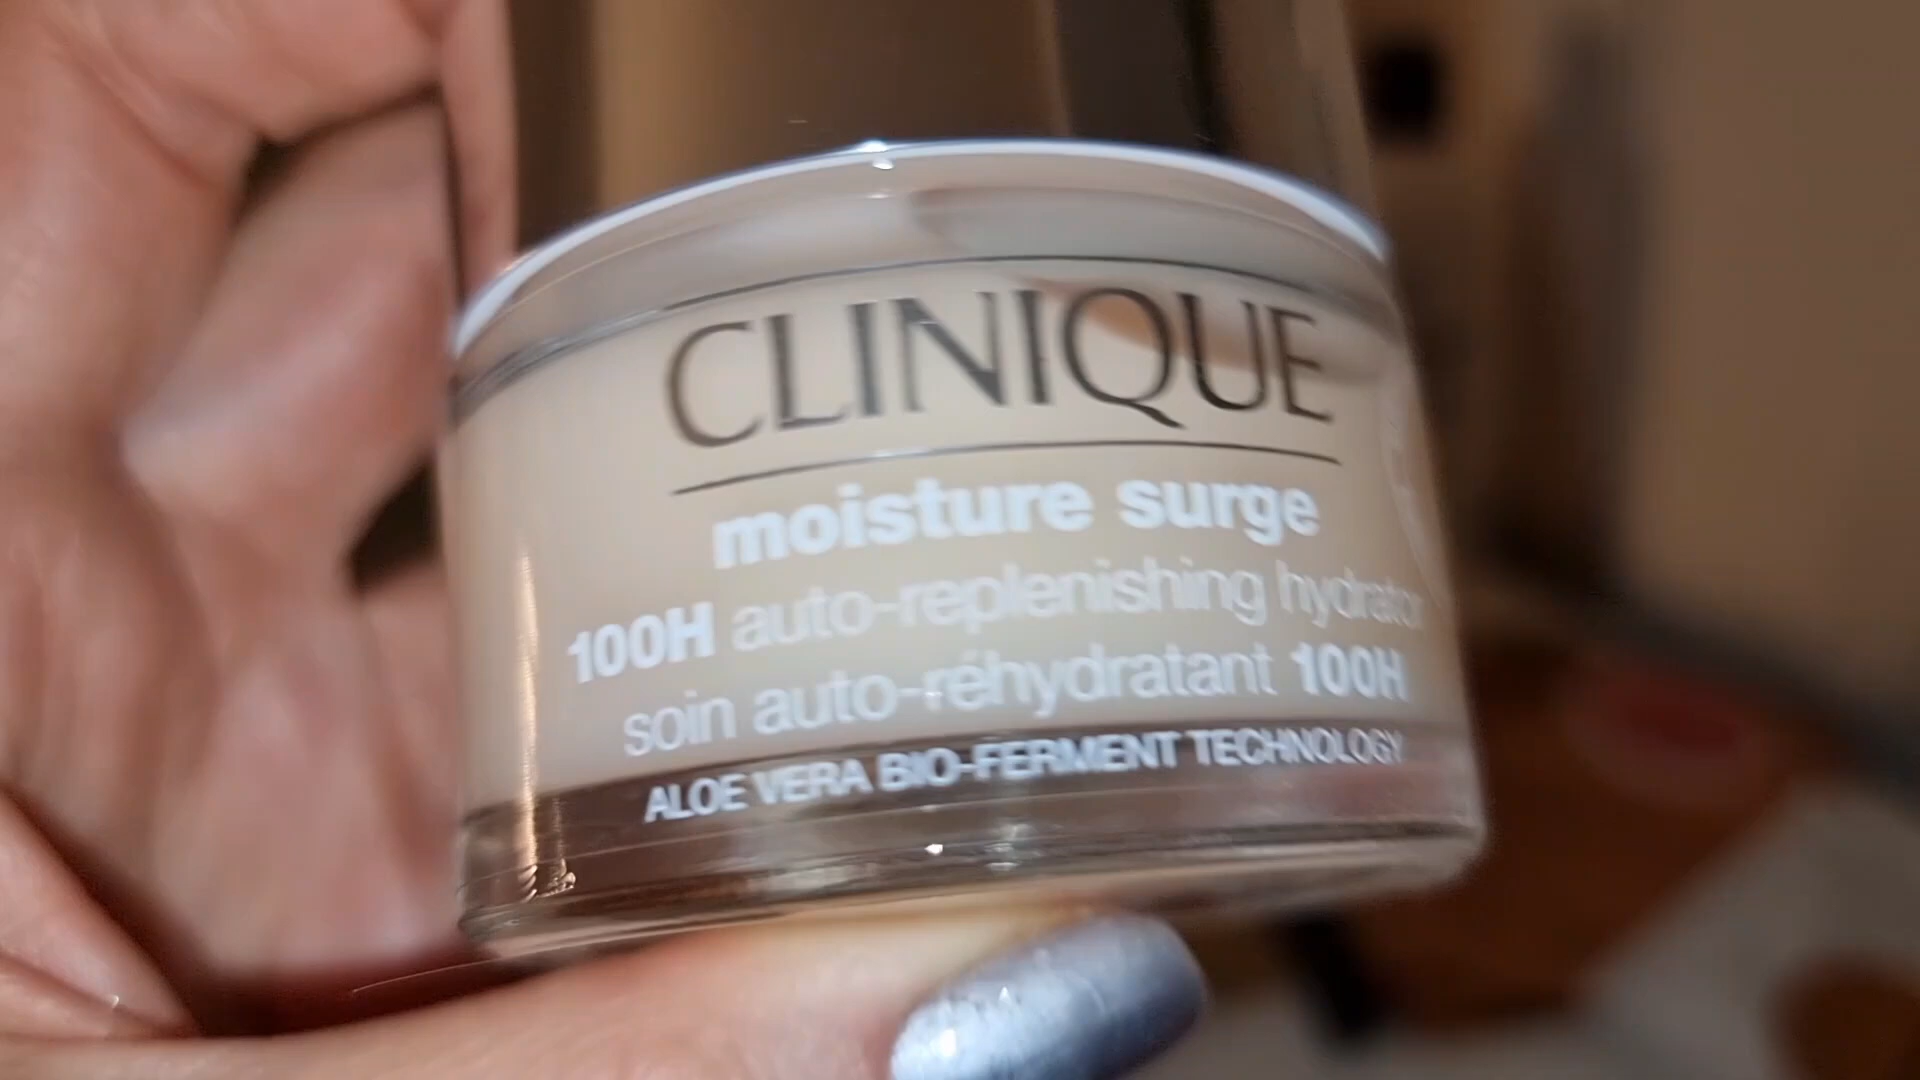 CLINIQUE
moisture surge
100H auto-replenishing hydrator
soin auto-réhydratant 100H
ALOE VERA BIO-FERMENT TECHNOLOGY